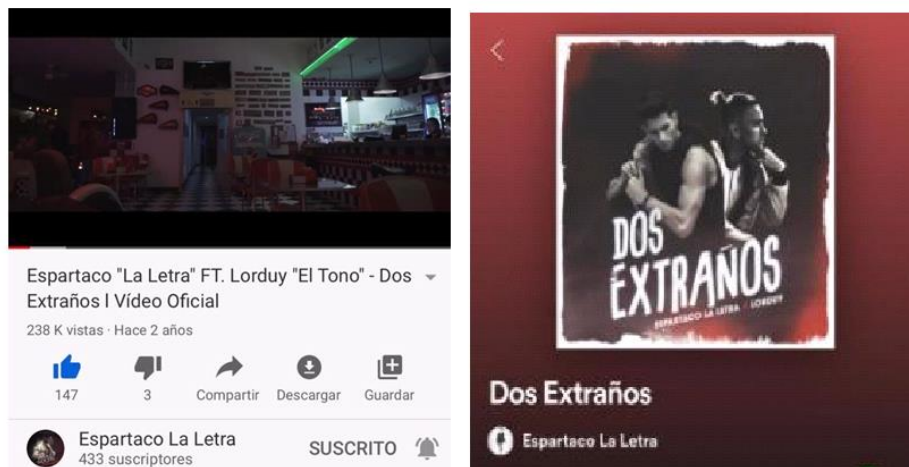 Espartaco "La Letra" FT. Lorduy "El Tono" - Dos
Extraños l Vídeo Oficial
238 K vistas · Hace 2 años
147
3
Compartir
Descargar
Guardar
Espartaco La Letra
433 suscriptores
SUSCRITO
DOS
EXTRAÑOS
ESPARTACO LA LETRA / LORDUY
Dos Extraños
Espartaco La Letra